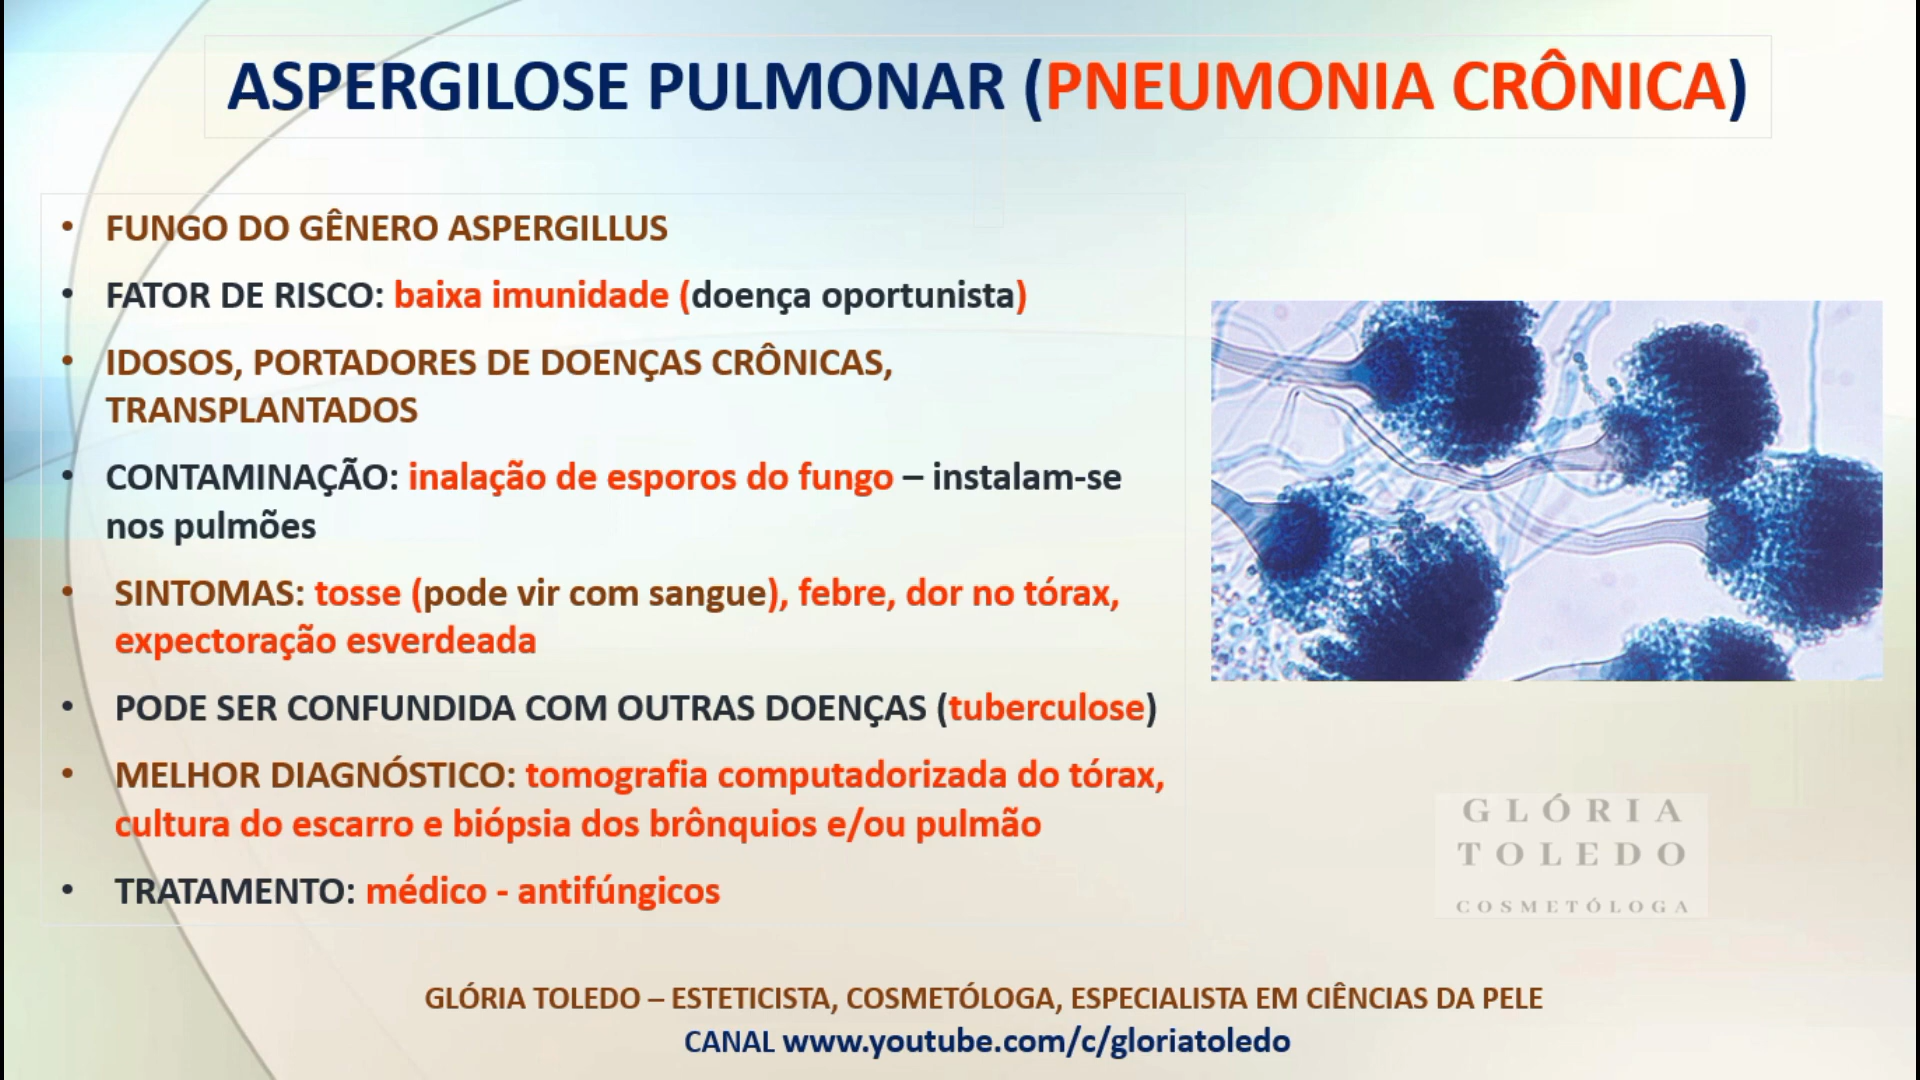 ASPERGILOSE PULMONAR (PNEUMONIA CRÔNICA)
• FUNGO DO GÊNERO ASPERGILLUS
• FATOR DE RISCO: baixa imunidade (doença oportunista)
• IDOSOS, PORTADORES DE DOENÇAS CRÔNICAS,
TRANSPLANTADOS
• CONTAMINAÇÃO: inalação de esporos do fungo – instalam-se
nos pulmões
• SINTOMAS: tosse (pode vir com sangue), febre, dor no tórax,
expectoração esverdeada
• PODE SER CONFUNDIDA COM OUTRAS DOENÇAS (tuberculose)
• MELHOR DIAGNÓSTICO: tomografia computadorizada do tórax,
cultura do escarro e biópsia dos brônquios e/ou pulmão
• TRATAMENTO: médico - antifúngicos
GLÓRIA
TOLEDO
COSMETÓLOGA
GLÓRIA TOLEDO – ESTETICISTA, COSMETÓLOGA, ESPECIALISTA EM CIÊNCIAS DA PELE
CANAL www.youtube.com/c/gloriatoledo